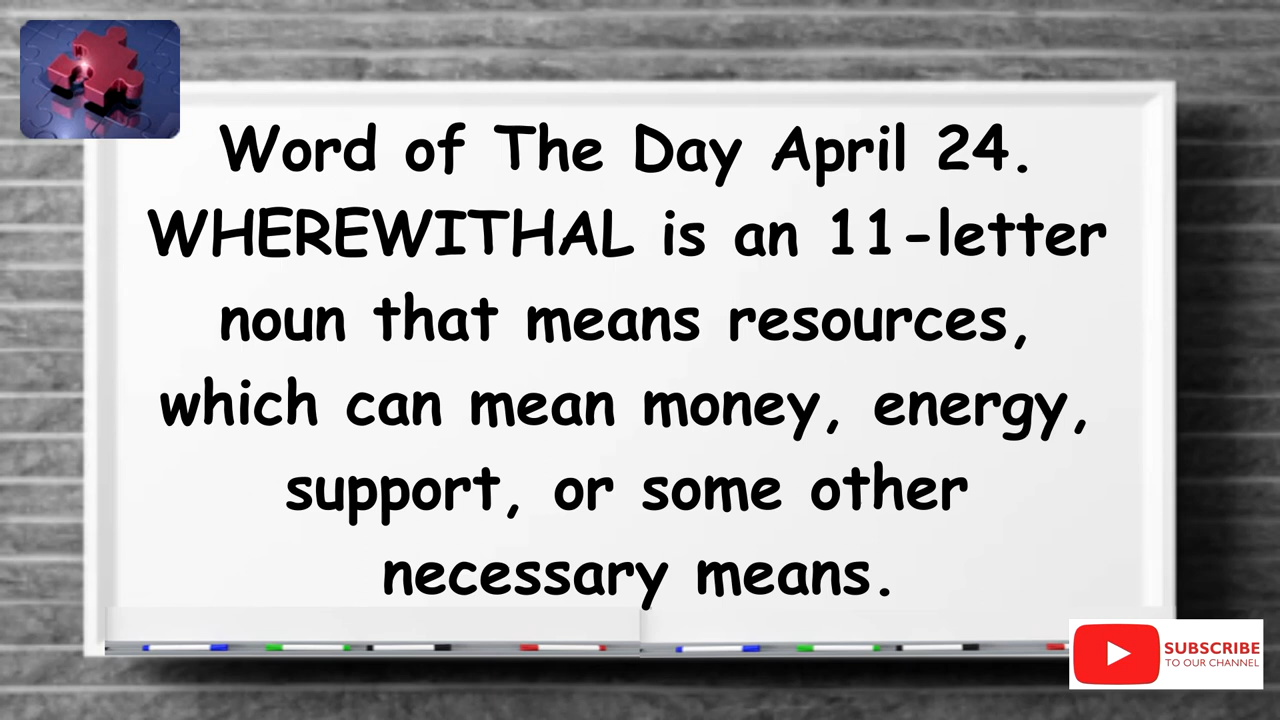 Word of The Day April 24.
WHEREWITHAL is an 11-letter
noun that means resources,
which can mean money, energy,
support, or some other
necessary means.
SUBSCRIBE
TO OUR CHANNEL